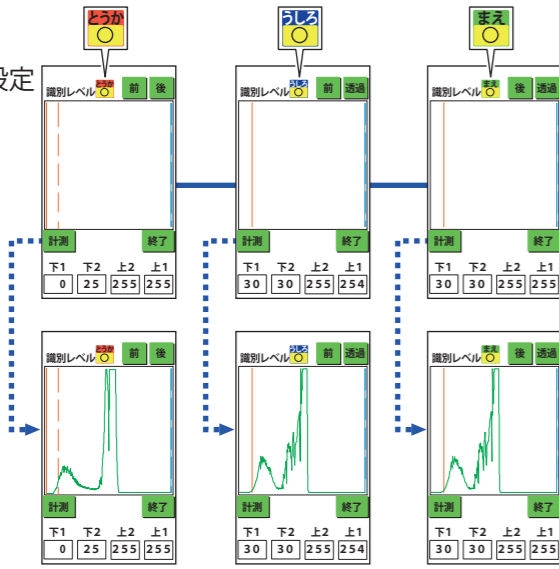 とうか
うしろ
まえ
設定
識別レベル とうか 前 後
識別レベル うしろ 前 透過
識別レベル まえ 後 透過
計測 終了
計測 終了
計測 終了
下1 下2 上2 上1
0 25 255 255
下1 下2 上2 上1
30 30 255 254
下1 下2 上2 上1
30 30 255 255
識別レベル とうか 前 後
識別レベル うしろ 前 透過
識別レベル まえ 後 透過
計測 終了
計測 終了
計測 終了
下1 下2 上2 上1
0 25 255 255
下1 下2 上2 上1
30 30 255 254
下1 下2 上2 上1
30 30 255 255